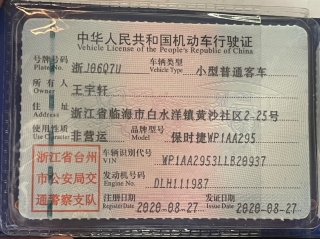 中华人民共和国机动车行驶证
Vehicle License of the People's Republic of China
号牌号码 浙J06Q7U 车辆类型 小型普通客车
Plate No. Vehicle Type
所有人 王宇轩
Owner
住址 浙江省临海市白水洋镇黄沙社区2-25号
Address
使用性质 非营运 品牌型号 保时捷WP1AA295
Use Character Model
浙江省台州 车辆识别代号 WP1AA2953LLB20937
VIN
市公安局交 发动机号码 DLH111987
Engine No.
通警察支队 注册日期 2020-08-27 发证日期 2020-08-27
Register Date Issue Date